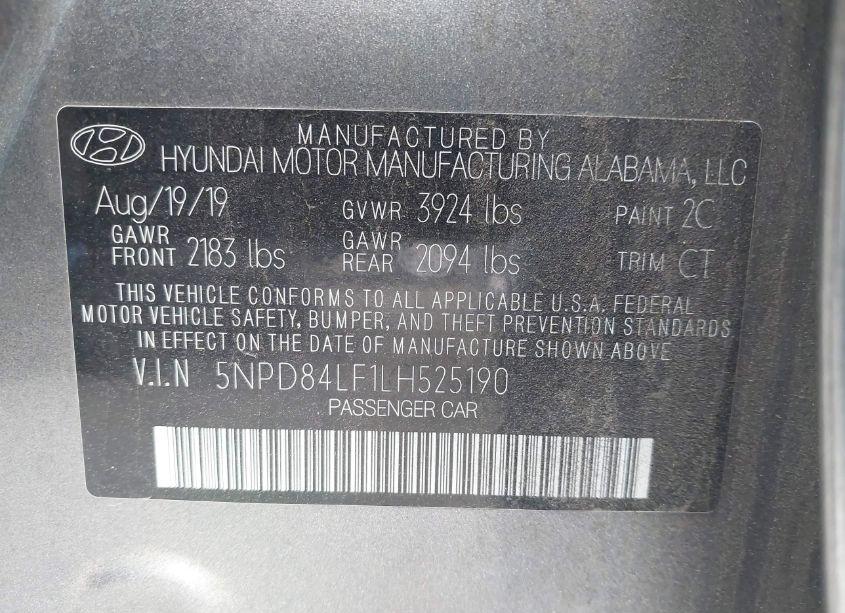 MANUFACTURED BY
HYUNDAI MOTOR MANUFACTURING ALABAMA, LLC
Aug/19/19 GVWR 3924 lbs PAINT 2C
GAWR FRONT 2183 lbs GAWR REAR 2094 lbs TRIM CT
THIS VEHICLE CONFORMS TO ALL APPLICABLE U.S.A. FEDERAL
MOTOR VEHICLE SAFETY, BUMPER, AND THEFT PREVENTION STANDARDS
IN EFFECT ON THE DATE OF MANUFACTURE SHOWN ABOVE
V.I.N 5NPD84LF1LH525190
PASSENGER CAR